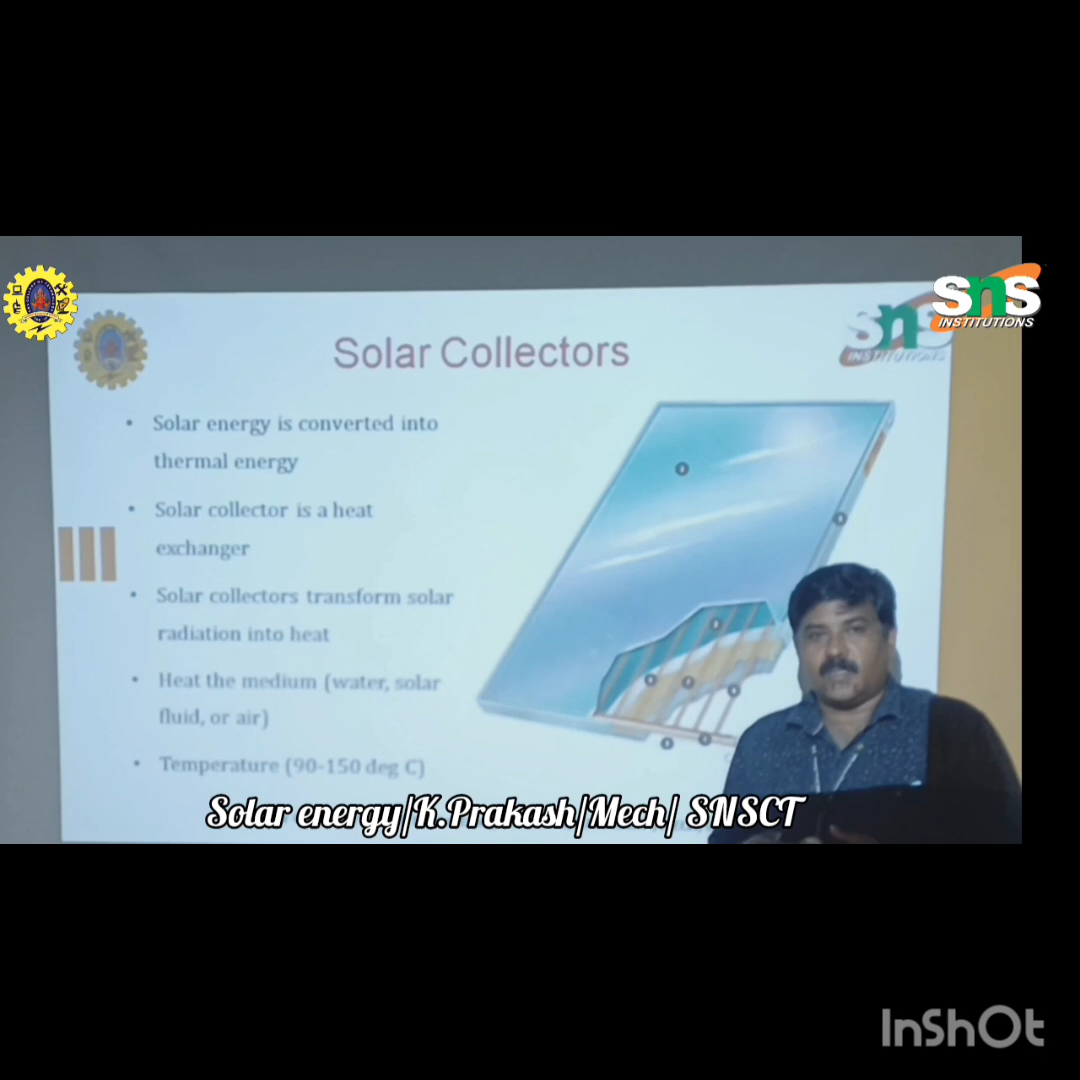 sns
INSTITUTIONS
sns
INSTITUTIONS
Solar Collectors
• Solar energy is converted into
thermal energy
• Solar collector is a heat
exchanger
• Solar collectors transform solar
radiation into heat
• Heat the medium (water, solar
fluid, or air)
• Temperature (90-150 deg C)
Solar energy/K.Prakash/Mech/ SNSCT
InShOt